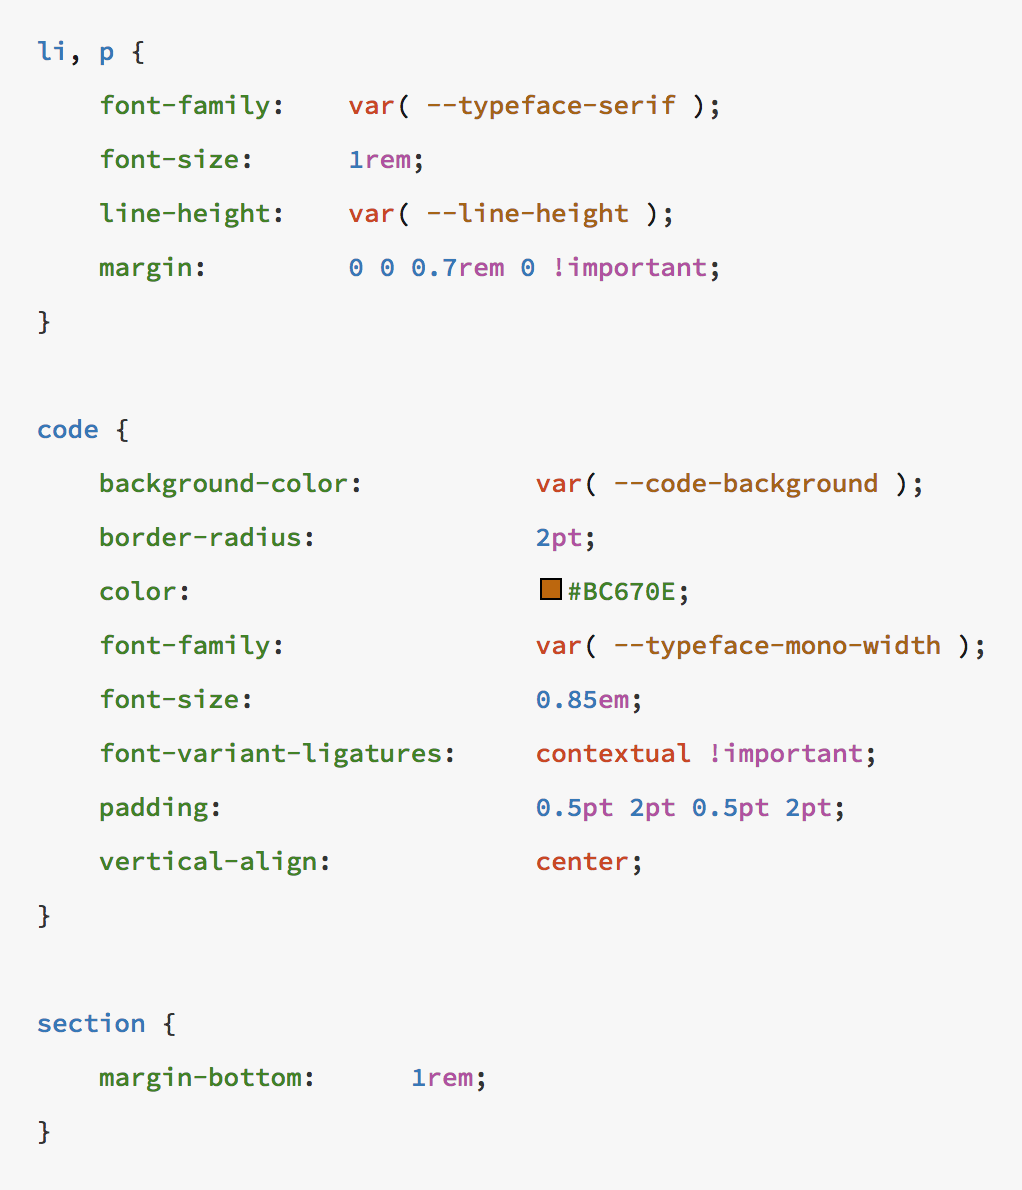 li, p {
    font-family:    var( --typeface-serif );
    font-size:      1rem;
    line-height:    var( --line-height );
    margin:         0 0 0.7rem 0 !important;
}

code {
    background-color:           var( --code-background );
    border-radius:              2pt;
    color:                      #BC670E;
    font-family:                var( --typeface-mono-width );
    font-size:                  0.85em;
    font-variant-ligatures:     contextual !important;
    padding:                    0.5pt 2pt 0.5pt 2pt;
    vertical-align:             center;
}

section {
    margin-bottom:      1rem;
}